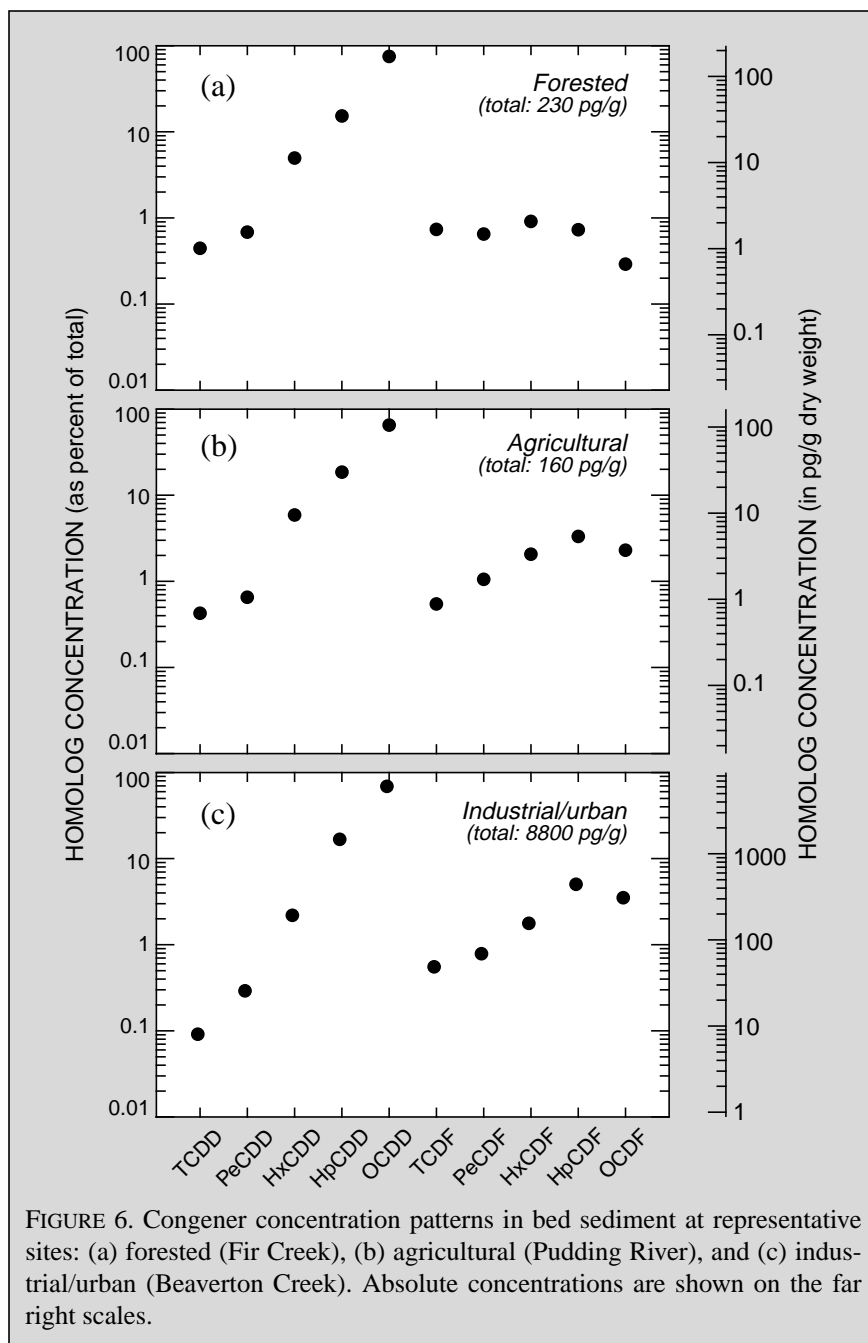 HOMOLOG CONCENTRATION (as percent of total)
HOMOLOG CONCENTRATION (in pg/g dry weight)
(a)
Forested
(total: 230 pg/g)
100
10
1
0.1
0.01
100
10
1
0.1
(b)
Agricultural
(total: 160 pg/g)
100
10
1
0.1
0.01
100
10
1
0.1
(c)
Industrial/urban
(total: 8800 pg/g)
100
10
1
0.1
0.01
1000
100
10
1
TCDD
PeCDD
HxCDD
HpCDD
OCDD
TCDF
PeCDF
HxCDF
HpCDF
OCDF
FIGURE 6. Congener concentration patterns in bed sediment at representative
sites: (a) forested (Fir Creek), (b) agricultural (Pudding River), and (c) indus-
trial/urban (Beaverton Creek). Absolute concentrations are shown on the far
right scales.